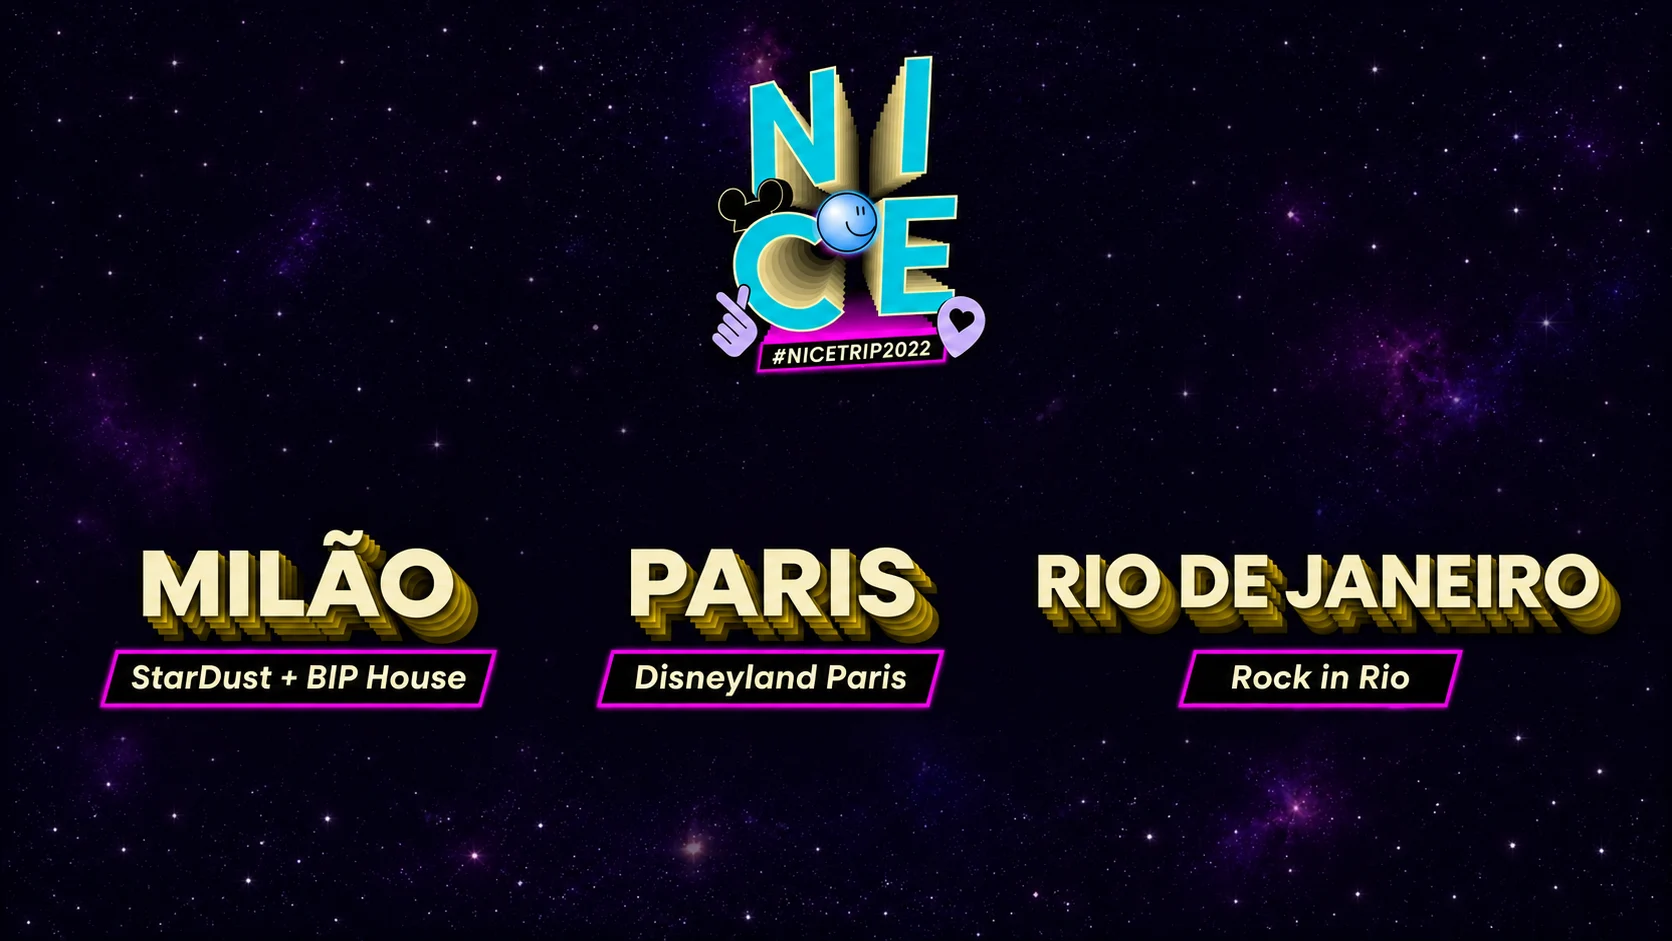 NI
CE
#NICETRIP2022
MILÃO
StarDust + BIP House
PARIS
Disneyland Paris
RIO DE JANEIRO
Rock in Rio